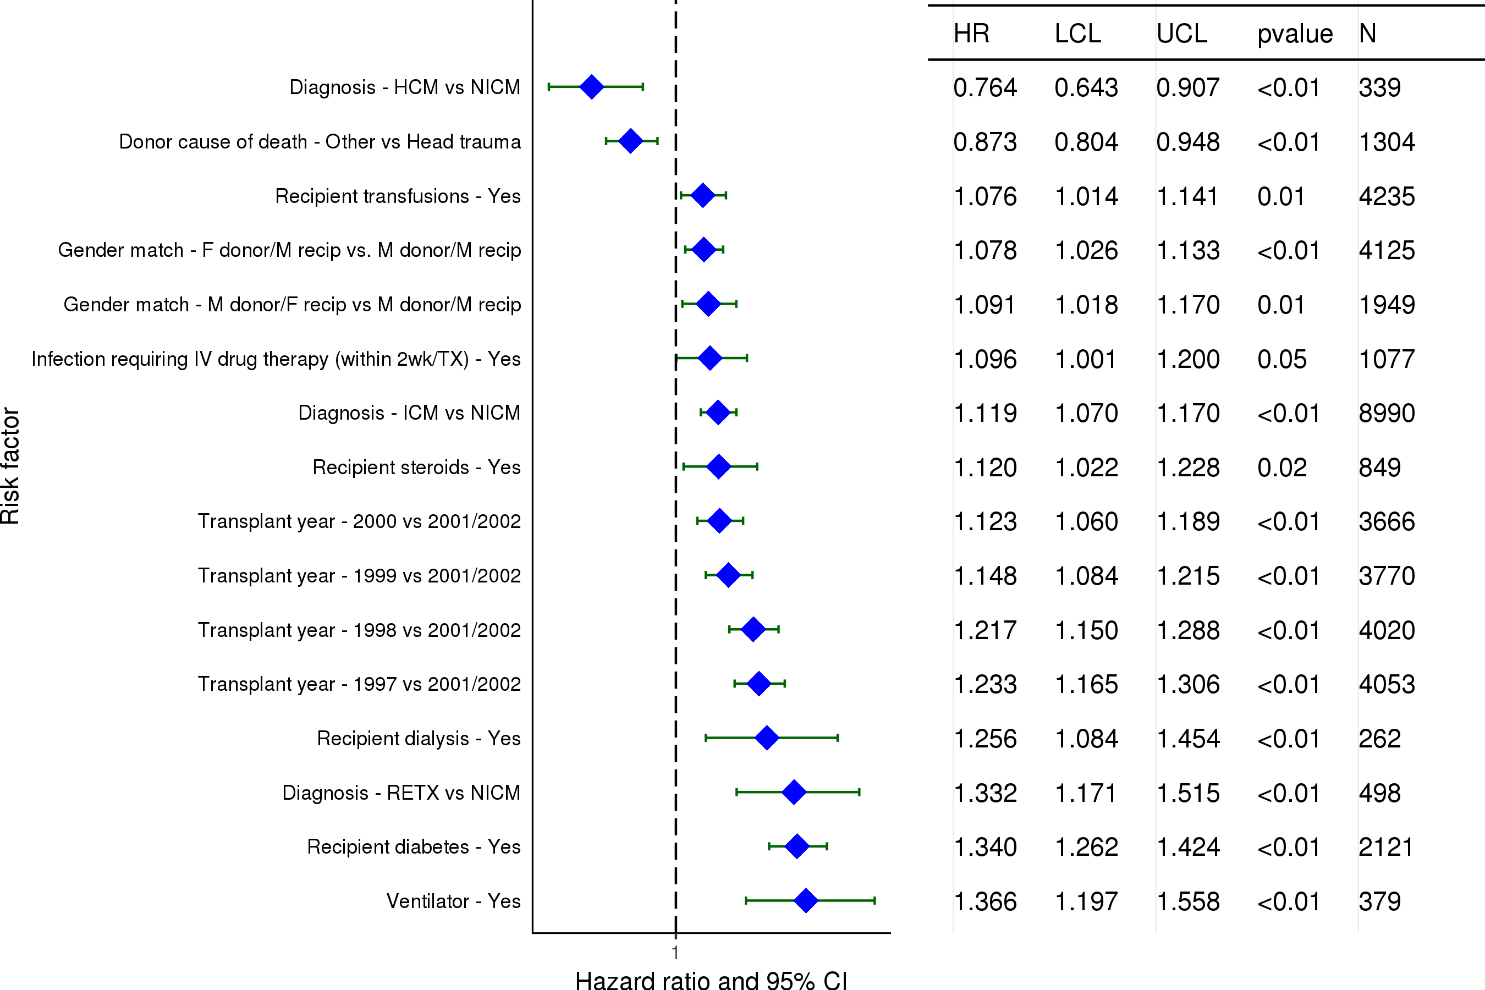 HR LCL UCL pvalue N
Diagnosis - HCM vs NICM 0.764 0.643 0.907 <0.01 339
Donor cause of death - Other vs Head trauma 0.873 0.804 0.948 <0.01 1304
Recipient transfusions - Yes 1.076 1.014 1.141 0.01 4235
Gender match - F donor/M recip vs. M donor/M recip 1.078 1.026 1.133 <0.01 4125
Gender match - M donor/F recip vs M donor/M recip 1.091 1.018 1.170 0.01 1949
Infection requiring IV drug therapy (within 2wk/TX) - Yes 1.096 1.001 1.200 0.05 1077
Diagnosis - ICM vs NICM 1.119 1.070 1.170 <0.01 8990
Recipient steroids - Yes 1.120 1.022 1.228 0.02 849
Transplant year - 2000 vs 2001/2002 1.123 1.060 1.189 <0.01 3666
Transplant year - 1999 vs 2001/2002 1.148 1.084 1.215 <0.01 3770
Transplant year - 1998 vs 2001/2002 1.217 1.150 1.288 <0.01 4020
Transplant year - 1997 vs 2001/2002 1.233 1.165 1.306 <0.01 4053
Recipient dialysis - Yes 1.256 1.084 1.454 <0.01 262
Diagnosis - RETX vs NICM 1.332 1.171 1.515 <0.01 498
Recipient diabetes - Yes 1.340 1.262 1.424 <0.01 2121
Ventilator - Yes 1.366 1.197 1.558 <0.01 379
Risk factor
1
Hazard ratio and 95% CI